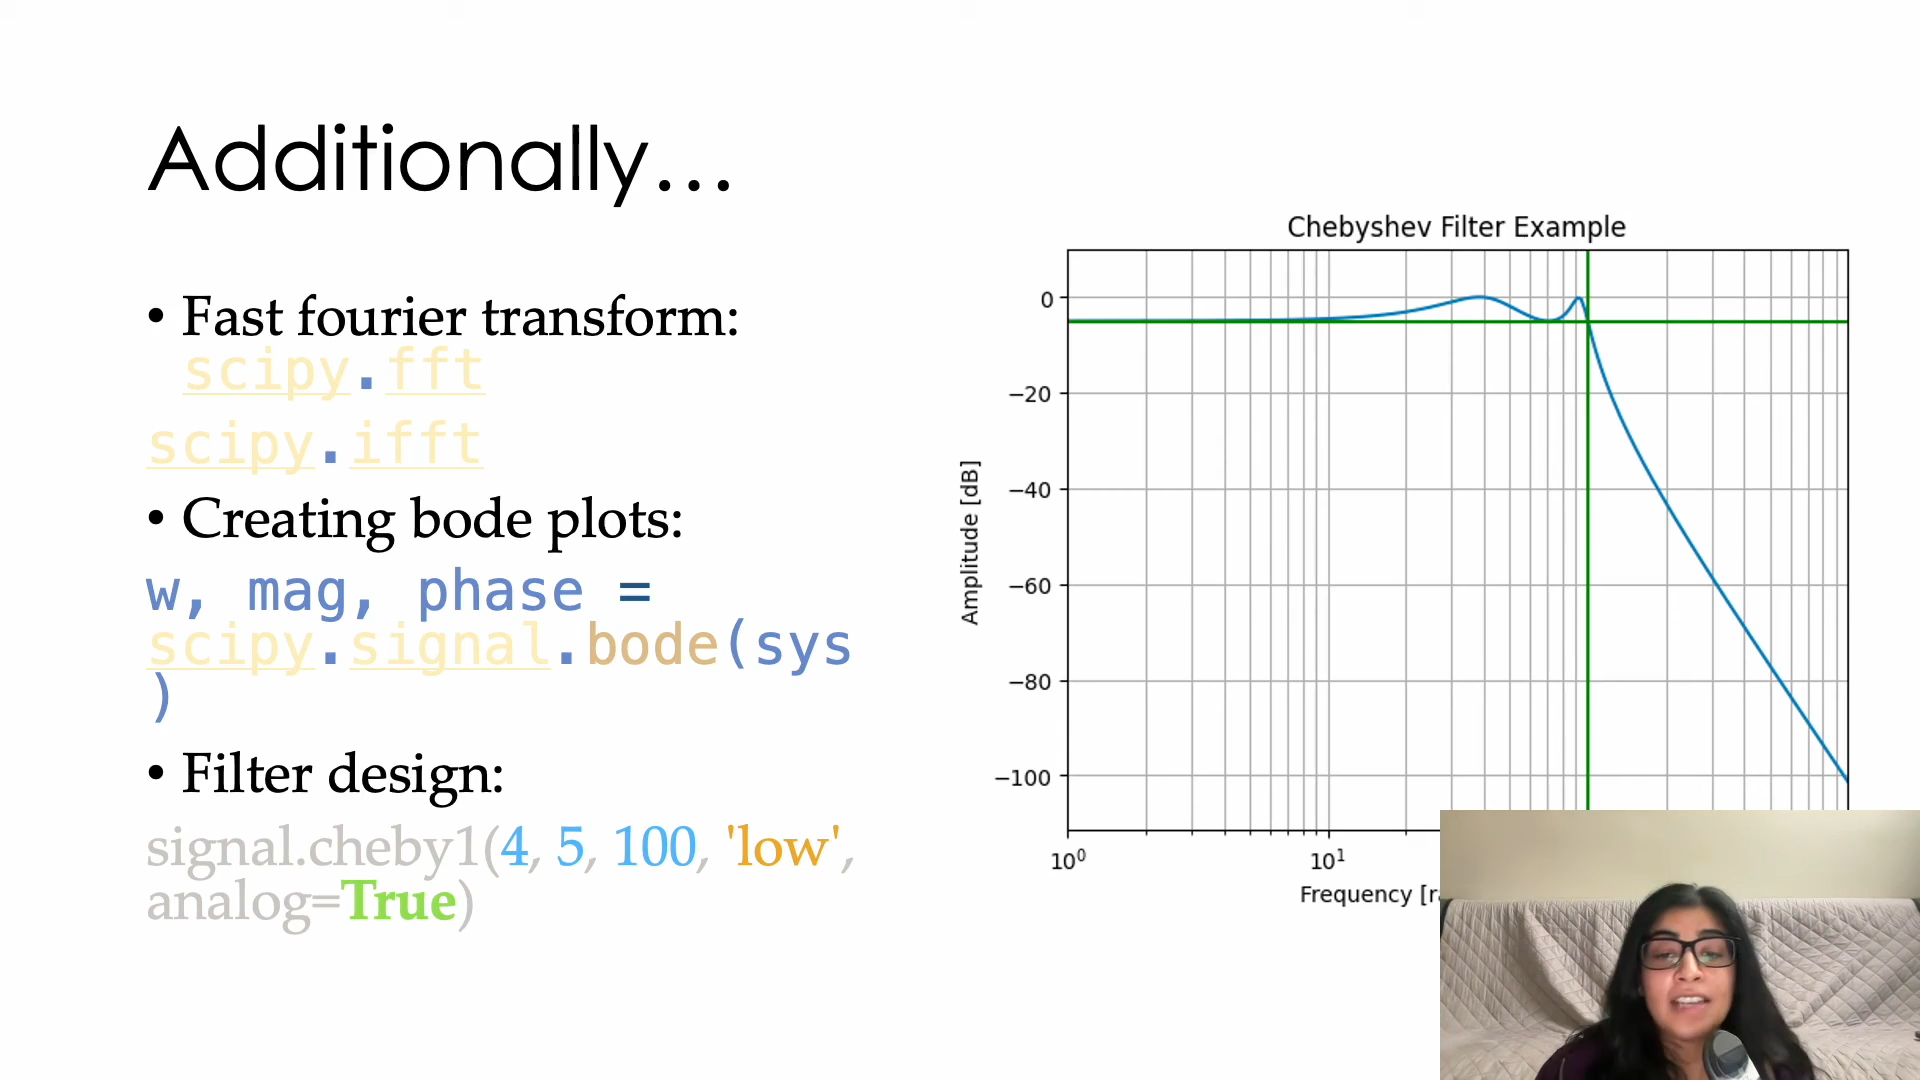 Additionally…
• Fast fourier transform:
scipy.fft
scipy.ifft
• Creating bode plots:
w, mag, phase =
scipy.signal.bode(sys
)
• Filter design:
signal.cheby1(4, 5, 100, 'low',
analog=True)
Chebyshev Filter Example
0
−20
−40
−60
−80
−100
Amplitude [dB]
10⁰
10¹
Frequency